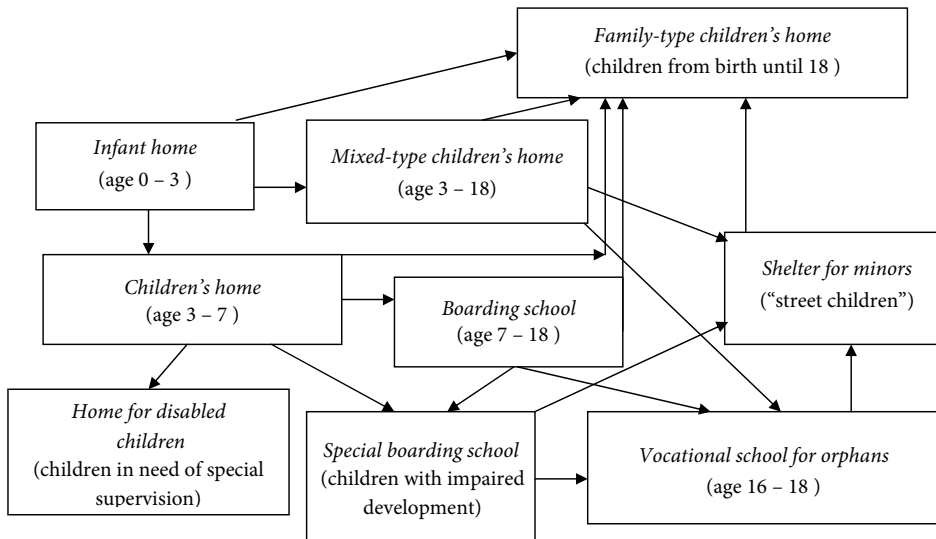 Family-type children’s home
(children from birth until 18 )
Infant home
(age 0 – 3 )
Mixed-type children’s home
(age 3 – 18)
Children’s home
(age 3 – 7 )
Boarding school
(age 7 – 18 )
Shelter for minors
(“street children”)
Home for disabled
children
(children in need of special
supervision)
Special boarding school
(children with impaired
development)
Vocational school for orphans
(age 16 – 18 )